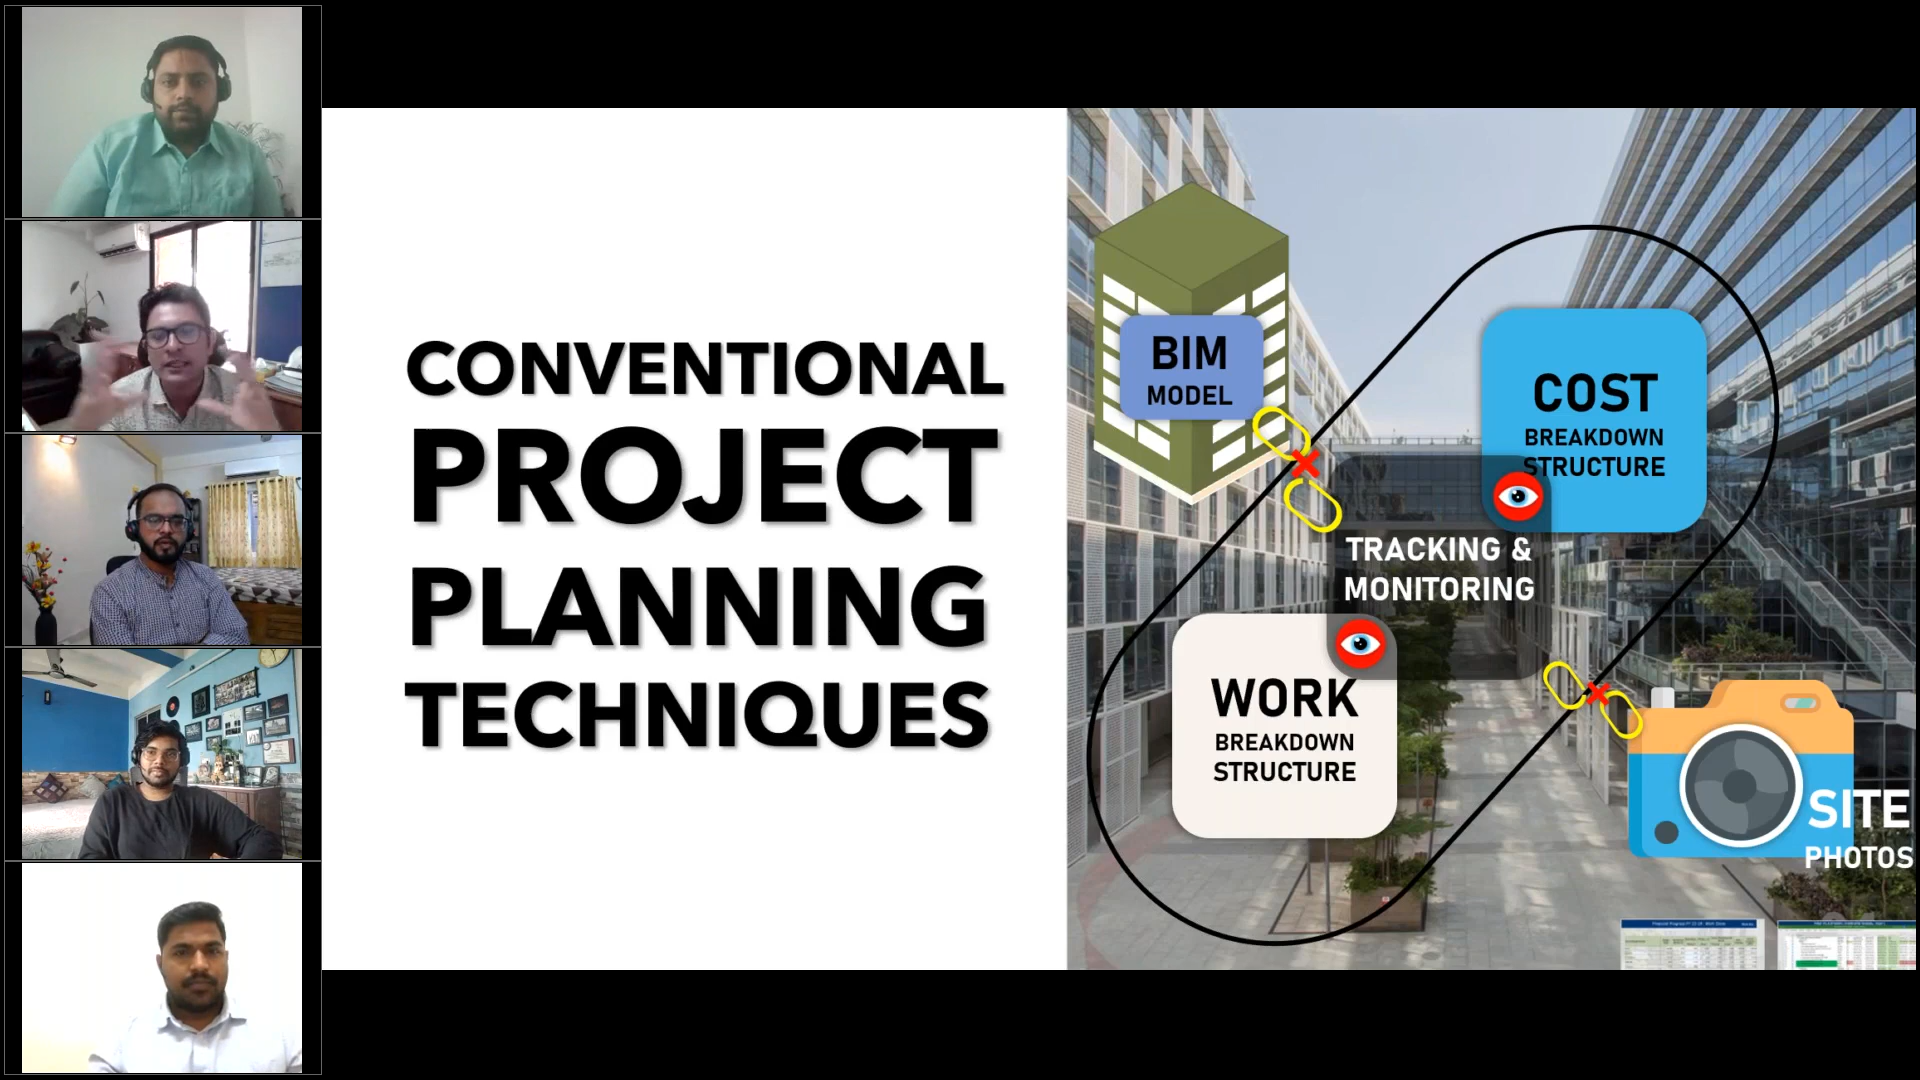 CONVENTIONAL
PROJECT
PLANNING
TECHNIQUES
BIM
MODEL
COST
BREAKDOWN
STRUCTURE
TRACKING &
MONITORING
WORK
BREAKDOWN
STRUCTURE
SITE
PHOTOS